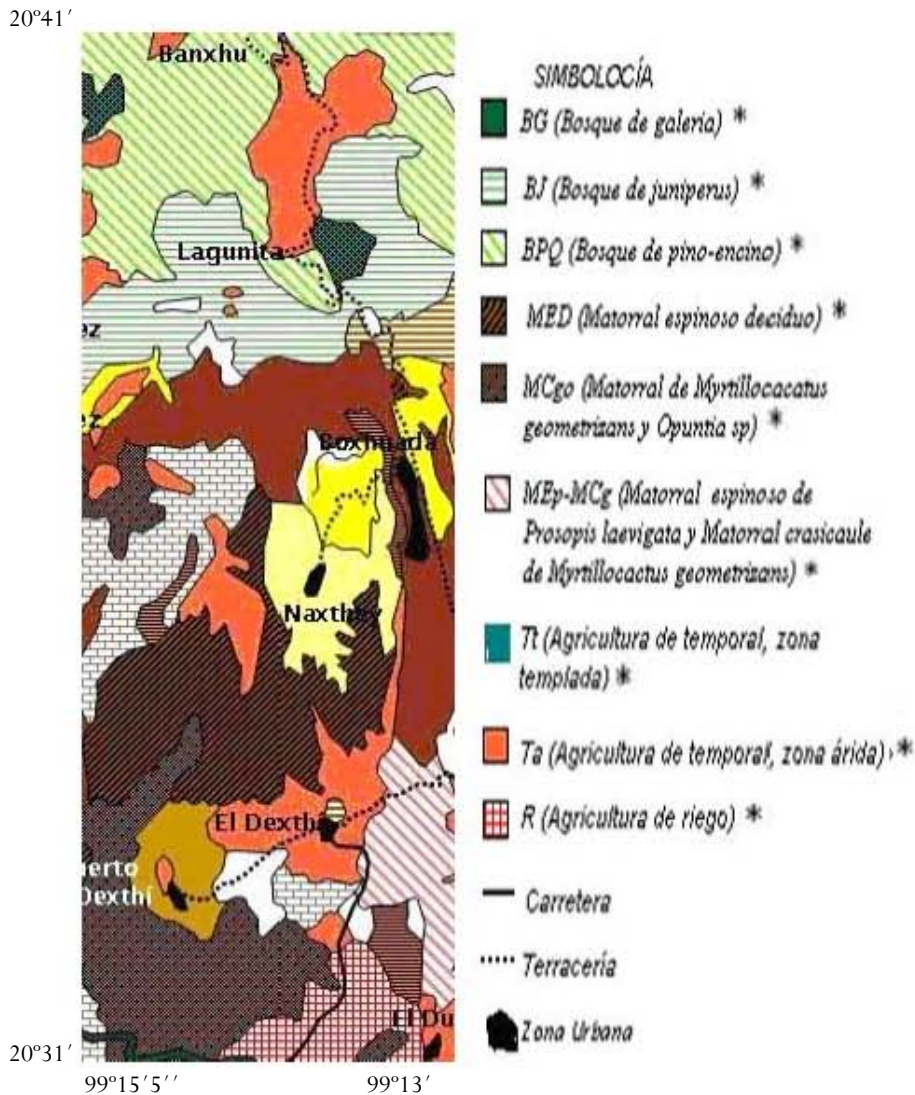 20º41′
Banxhu
Lagunita
ez
ez
Boxhuada
Naxthey
El Dexthi
ierto
Dexthí
El Du
20º31′
99º15′5′′
99º13′
SIMBOLOCÍA
BG (Bosque de galeria) *
BJ (Bosque de juniperus) *
BPQ (Bosque de pino-encino) *
MED (Matorral espinoso deciduo) *
MCgo (Matorral de Myrtillocacatus
geometrizans y Opuntia sp) *
MEp-MCg (Matorral espinoso de
Prosopis laevigata y Matorral crasicaule
de Myrtillocactus geometrizans) *
Tt (Agricultura de temporal, zona
templada) *
Ta (Agricultura de temporal, zona árida) *
R (Agricultura de riego) *
Carretera
Terracería
Zona Urbana